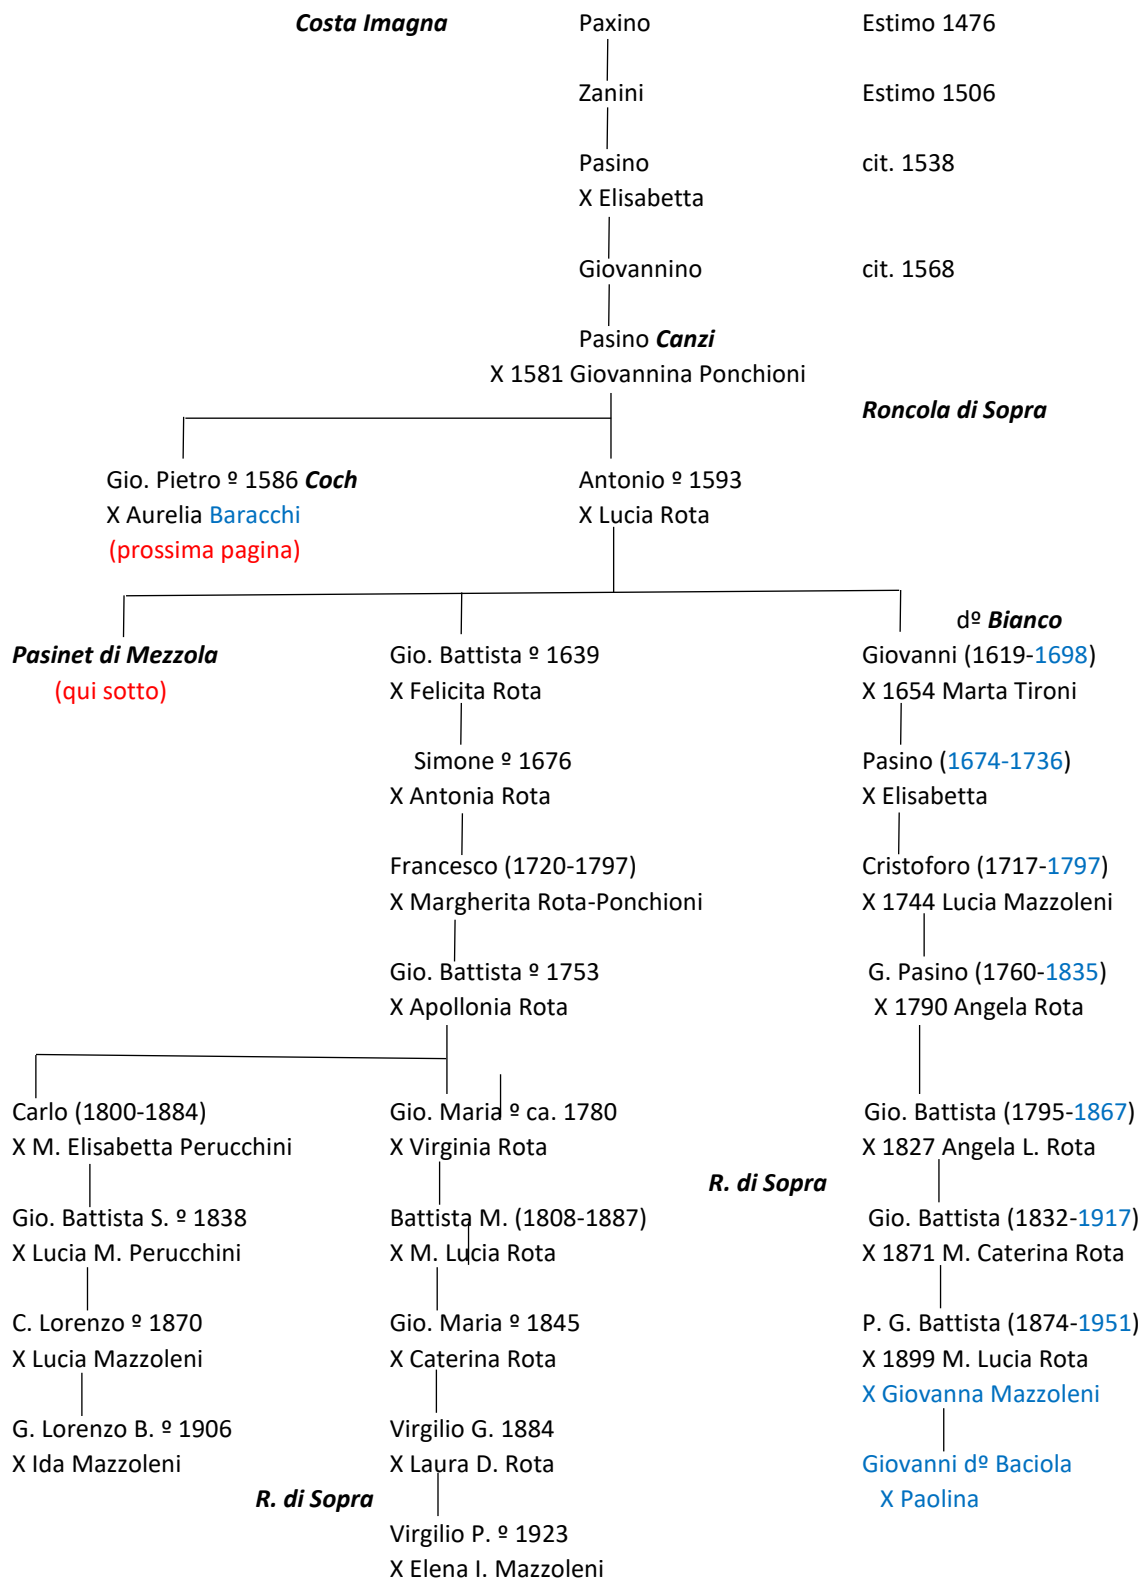 Costa Imagna Paxino Estimo 1476
Zanini Estimo 1506
Pasino cit. 1538
X Elisabetta
Giovannino cit. 1568
Pasino Canzi
X 1581 Giovannina Ponchioni
Roncola di Sopra
Gio. Pietro º 1586 Coch Antonio º 1593
X Aurelia Baracchi X Lucia Rota
(prossima pagina)
dº Bianco
Pasinet di Mezzola Gio. Battista º 1639 Giovanni (1619-1698)
(qui sotto) X Felicita Rota X 1654 Marta Tironi
Simone º 1676 Pasino (1674-1736)
X Antonia Rota X Elisabetta
Francesco (1720-1797) Cristoforo (1717-1797)
X Margherita Rota-Ponchioni X 1744 Lucia Mazzoleni
Gio. Battista º 1753 G. Pasino (1760-1835)
X Apollonia Rota X 1790 Angela Rota
Carlo (1800-1884) Gio. Maria º ca. 1780 Gio. Battista (1795-1867)
X M. Elisabetta Perucchini X Virginia Rota X 1827 Angela L. Rota
R. di Sopra
Gio. Battista S. º 1838 Battista M. (1808-1887) Gio. Battista (1832-1917)
X Lucia M. Perucchini X M. Lucia Rota X 1871 M. Caterina Rota
C. Lorenzo º 1870 Gio. Maria º 1845 P. G. Battista (1874-1951)
X Lucia Mazzoleni X Caterina Rota X 1899 M. Lucia Rota
X Giovanna Mazzoleni
G. Lorenzo B. º 1906 Virgilio G. 1884
X Ida Mazzoleni X Laura D. Rota Giovanni dº Baciola
R. di Sopra X Paolina
Virgilio P. º 1923
X Elena I. Mazzoleni